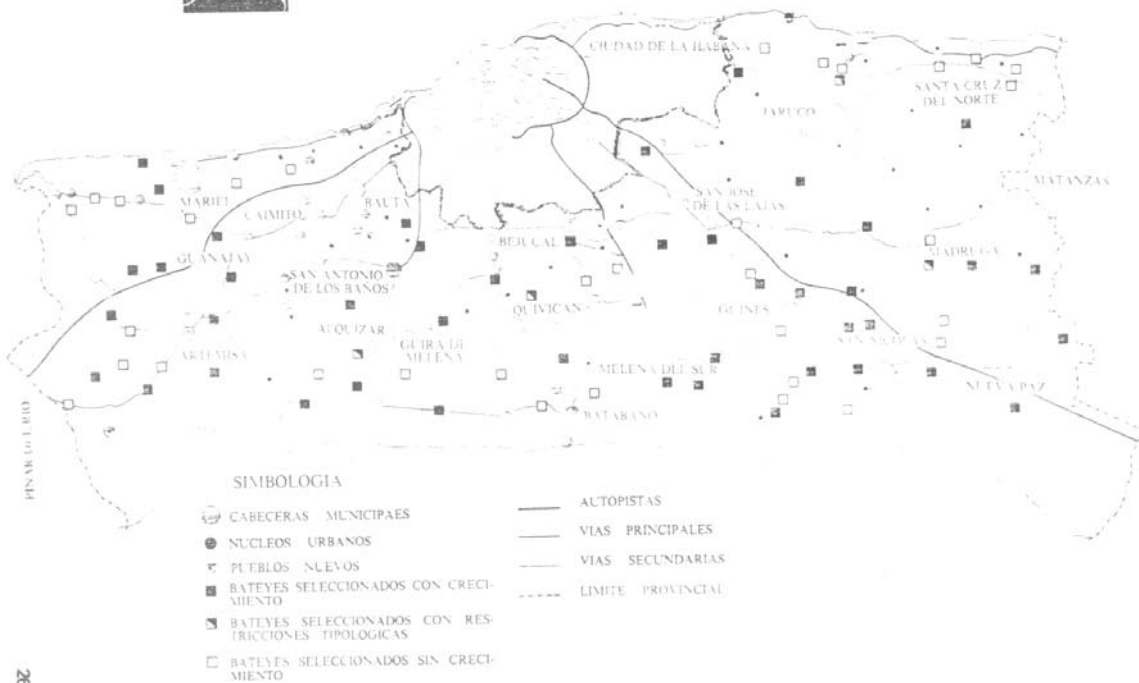 CIUDAD DE LA HABANA
JARUCO
SANTA CRUZ
DEL NORTE
MATANZAS
MARIEL
CAIMITO
BAUTA
SAN JOSE
DE LAS LAJAS
BEJUCAL
MADRUGA
GUANAJAY
SAN ANTONIO
DE LOS BAÑOS
QUIVICAN
GUINES
ALQUIZAR
GUIRA DE
MELENA
SAN NICOLAS
ARTEMISA
MELENA DEL SUR
NUEVA PAZ
BATABANO
PINAR DEL RIO
SIMBOLOGIA
CABECERAS MUNICIPAES
NUCLEOS URBANOS
PUEBLOS NUEVOS
BATEYES SELECCIONADOS CON CRECI-
MIENTO
BATEYES SELECCIONADOS CON RES-
TRICCIONES TIPOLOGICAS
BATEYES SELECCIONADOS SIN CRECI-
MIENTO
AUTOPISTAS
VIAS PRINCIPALES
VIAS SECUNDARIAS
LIMITE PROVINCIAL